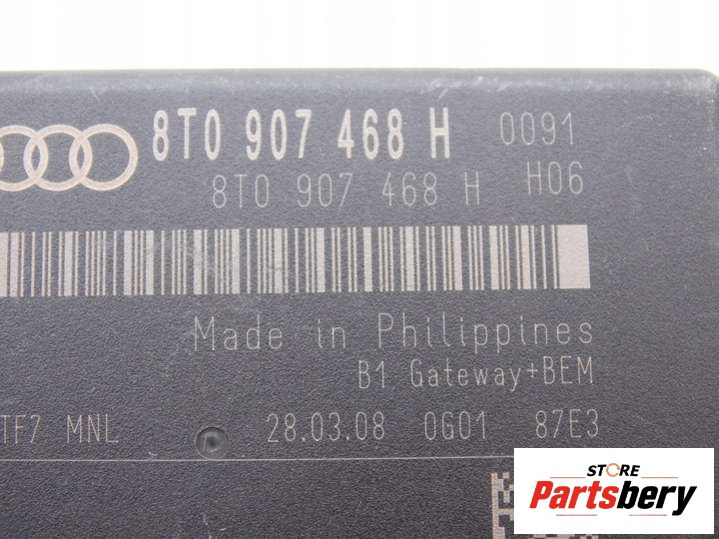 8T0 907 468 H 0091
8T0 907 468 H H06
Made in Philippines
B1 Gateway+BEM
TF7 MNL 28.03.08 0G01 87E3
STORE
Partsbery